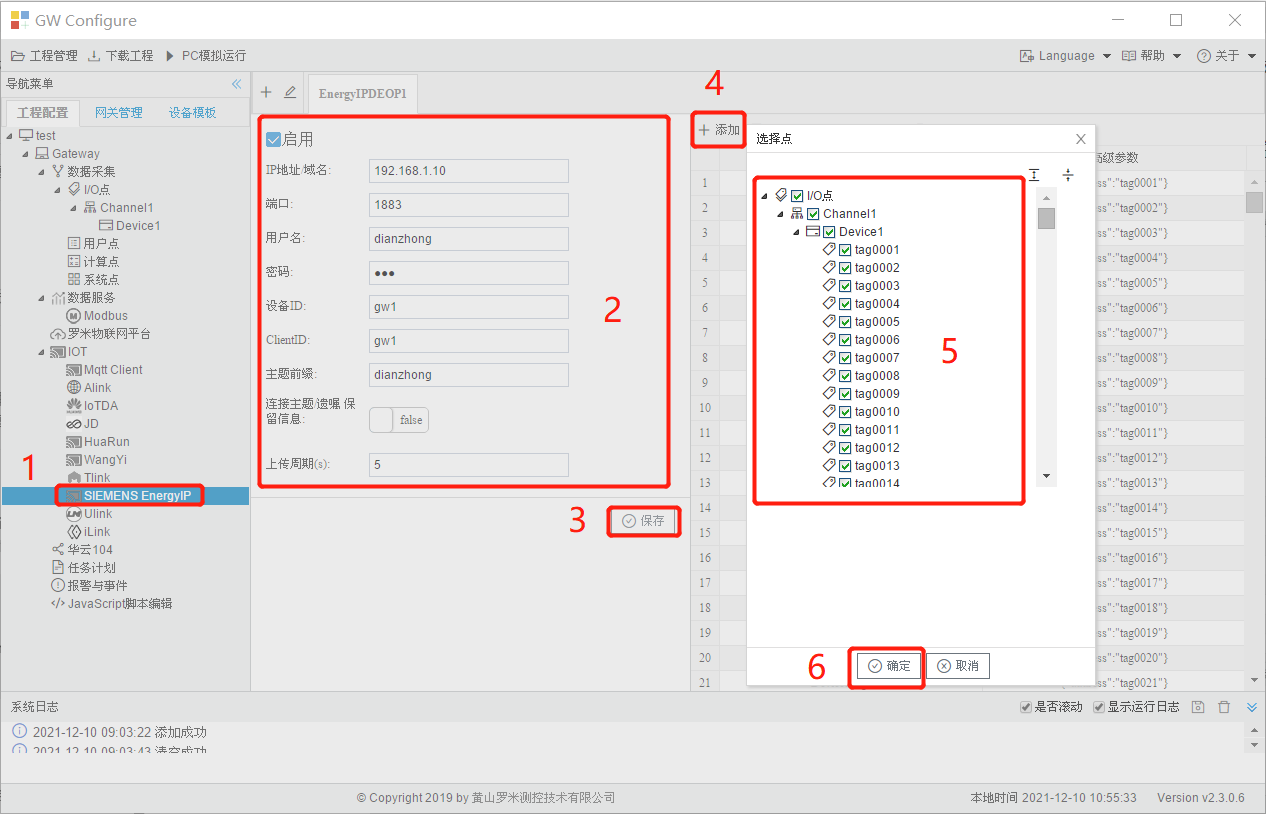 GW Configure
工程管理 下载工程 PC模拟运行 Language 帮助 关于
导航菜单
工程配置 网关管理 设备模板
test
Gateway
数据采集
I/O点
Channel1
Device1
用户点
计算点
系统点
数据服务
Modbus
罗米物联网平台
IOT
Mqtt Client
Alink
IoTDA
JD
HuaRun
WangYi
Tlink
1
SIEMENS EnergyIP
Ulink
iLink
华云104
任务计划
报警与事件
JavaScript脚本编辑
EnergyIPDEOP1
启用
IP地址/域名: 192.168.1.10
端口: 1883
用户名: dianzhong
密码: ●●●
设备ID: gw1
ClientID: gw1
主题前缀: dianzhong
连接主题/遗嘱 保
留信息: false
上传周期(s): 5
2
3
保存
4
添加
高级参数
1 ss":"tag0001"}
2 ss":"tag0002"}
3 ss":"tag0003"}
4 ss":"tag0004"}
5 ss":"tag0005"}
6 ss":"tag0006"}
7 ss":"tag0007"}
8 ss":"tag0008"}
9 ss":"tag0009"}
10 ss":"tag0010"}
11 ss":"tag0011"}
12 ss":"tag0012"}
13 ss":"tag0013"}
14 ss":"tag0014"}
15 ss":"tag0015"}
16 ss":"tag0016"}
17 ss":"tag0017"}
18 ss":"tag0018"}
19 ss":"tag0019"}
20 ss":"tag0020"}
21 ss":"tag0021"}
选择点
I/O点
Channel1
Device1
tag0001
tag0002
tag0003
tag0004
tag0005
tag0006
tag0007
tag0008
tag0009
tag0010
tag0011
tag0012
tag0013
tag0014
5
6
确定 取消
系统日志 是否滚动 显示运行日志
2021-12-10 09:03:22 添加成功
2021-12-10 09:03:43 清空成功
© Copyright 2019 by 黄山罗米测控技术有限公司 本地时间 2021-12-10 10:55:33 Version v2.3.0.6